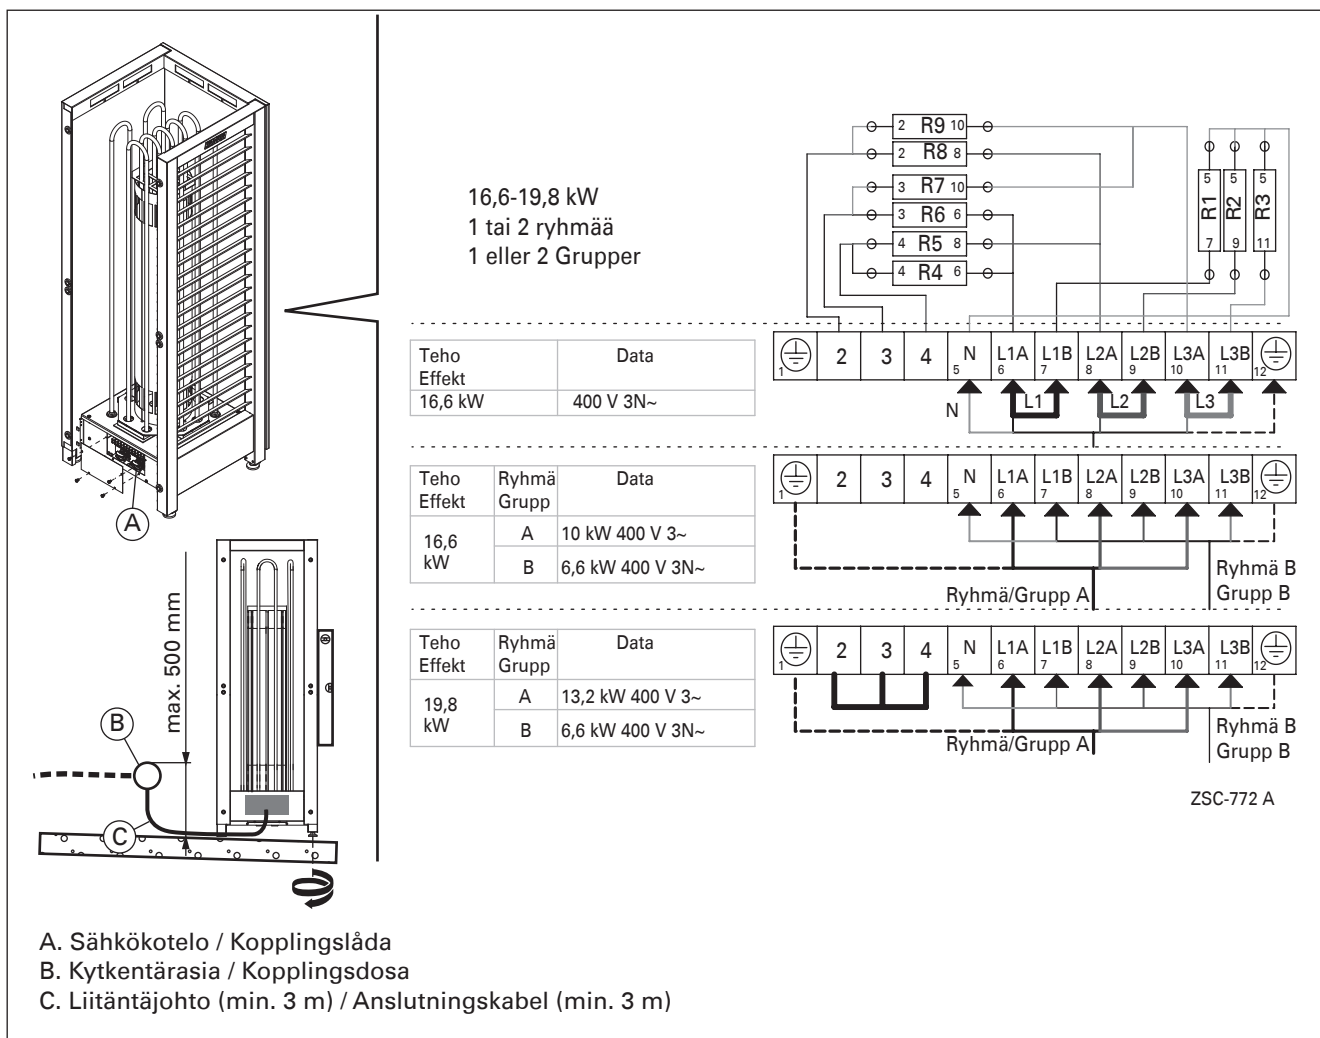 16,6-19,8 kW
1 tai 2 ryhmää
1 eller 2 Grupper
2 R9 10
2 R8 8
3 R7 10
3 R6 6
4 R5 8
4 R4 6
5 5 5
R1 R2 R3
7 9 11
Teho Data
Effekt
16,6 kW 400 V 3N~
2 3 4 N L1A L1B L2A L2B L3A L3B
1 5 6 7 8 9 10 11 12
N L1 L2 L3
Teho Ryhmä Data
Effekt Grupp
16,6 kW
A 10 kW 400 V 3~
B 6,6 kW 400 V 3N~
2 3 4 N L1A L1B L2A L2B L3A L3B
1 5 6 7 8 9 10 11 12
Ryhmä/Grupp A
Ryhmä B
Grupp B
Teho Ryhmä Data
Effekt Grupp
19,8 kW
A 13,2 kW 400 V 3~
B 6,6 kW 400 V 3N~
2 3 4 N L1A L1B L2A L2B L3A L3B
1 5 6 7 8 9 10 11 12
Ryhmä/Grupp A
Ryhmä B
Grupp B
ZSC-772 A
A
max. 500 mm
B
C
A. Sähkökotelo / Kopplingslåda
B. Kytkentärasia / Kopplingsdosa
C. Liitäntäjohto (min. 3 m) / Anslutningskabel (min. 3 m)